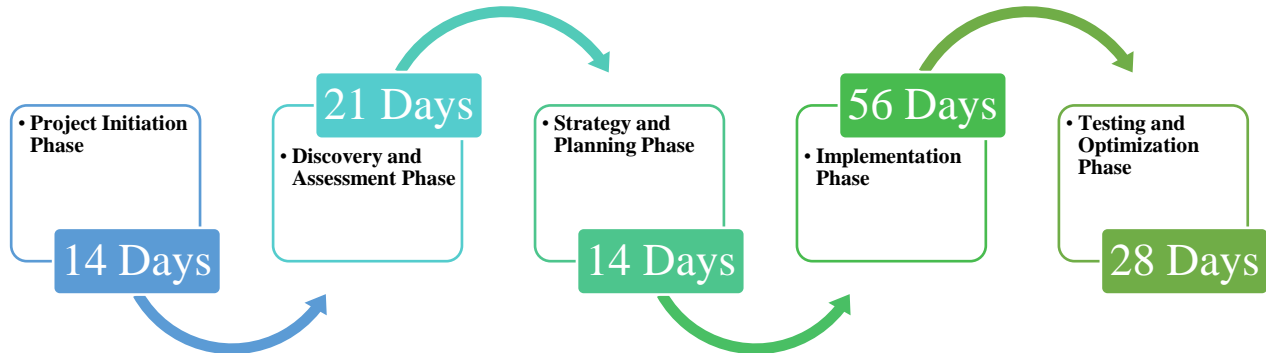 • Project Initiation
Phase
14 Days
21 Days
• Discovery and
Assessment Phase
• Strategy and
Planning Phase
14 Days
56 Days
• Implementation
Phase
• Testing and
Optimization
Phase
28 Days